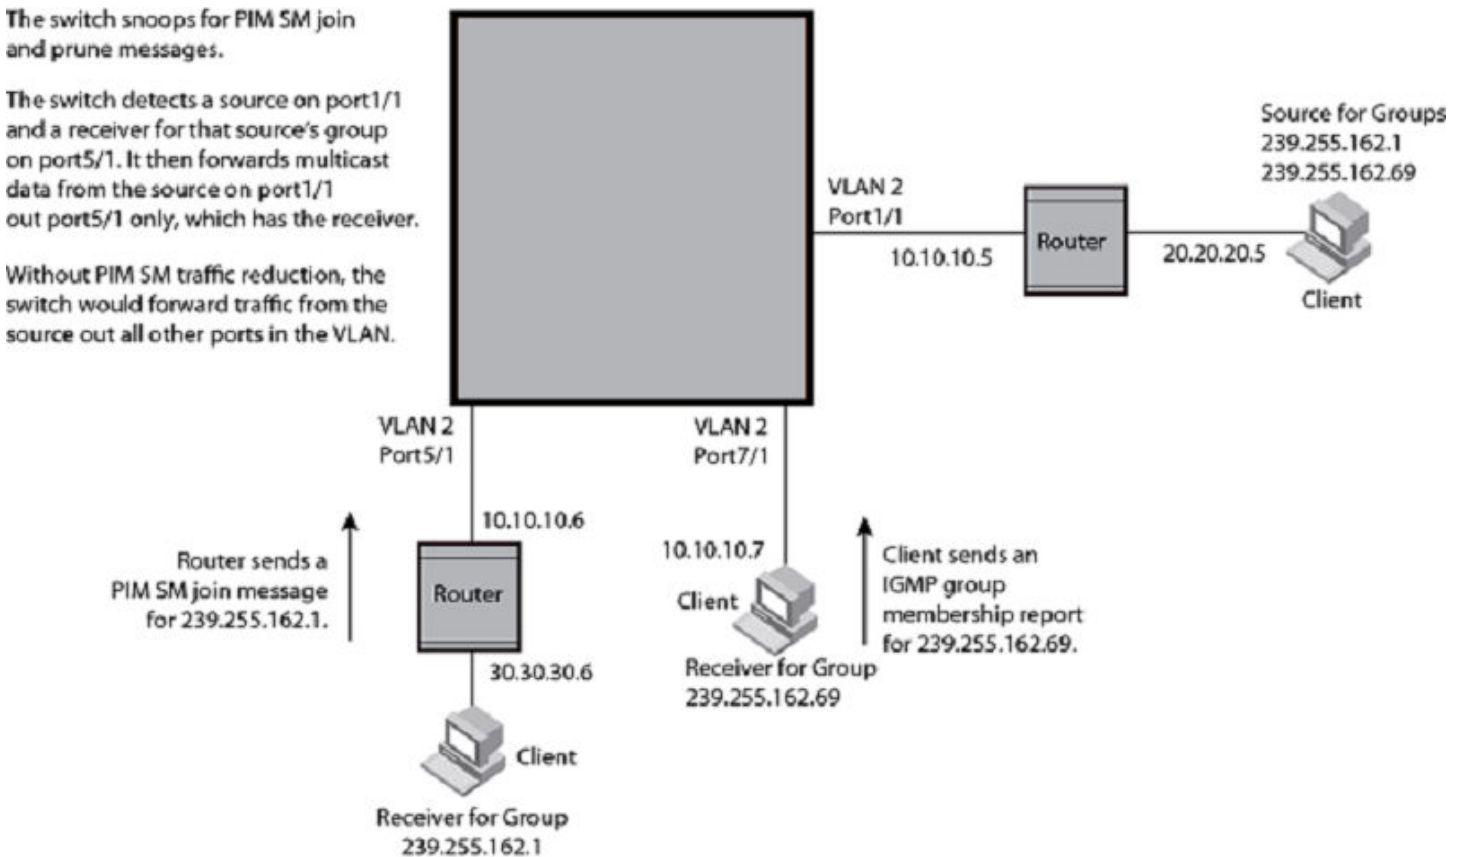 The switch snoops for PIM SM join
and prune messages.
The switch detects a source on port1/1
and a receiver for that source's group
on port5/1. It then forwards multicast
data from the source on port1/1
out port5/1 only, which has the receiver.
Without PIM SM traffic reduction, the
switch would forward traffic from the
source out all other ports in the VLAN.
Source for Groups
239.255.162.1
239.255.162.69
VLAN 2
Port1/1
10.10.10.5
Router
20.20.20.5
Client
VLAN 2
Port5/1
VLAN 2
Port7/1
10.10.10.6
Router sends a
PIM SM join message
for 239.255.162.1.
Router
30.30.30.6
Client
Receiver for Group
239.255.162.1
10.10.10.7
Client
Client sends an
IGMP group
membership report
for 239.255.162.69.
Receiver for Group
239.255.162.69